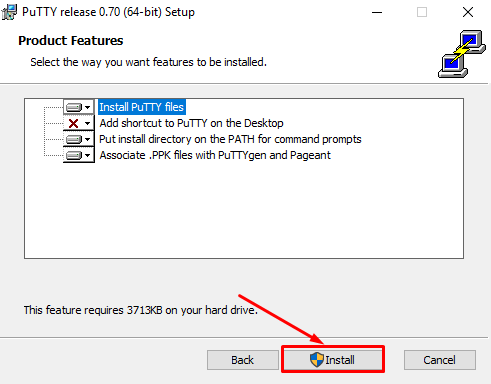 PuTTY release 0.70 (64-bit) Setup
Product Features
Select the way you want features to be installed.
Install PuTTY files
Add shortcut to PuTTY on the Desktop
Put install directory on the PATH for command prompts
Associate .PPK files with PuTTYgen and Pageant
This feature requires 3713KB on your hard drive.
Back Install Cancel